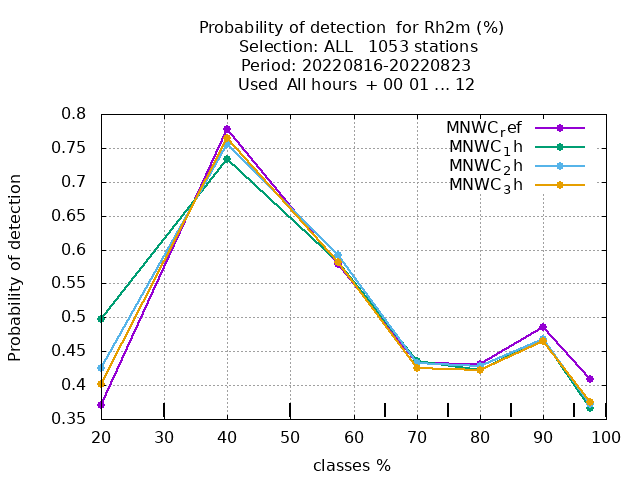 Probability of detection  for Rh2m (%)
Selection: ALL   1053 stations
Period: 20220816-20220823
Used  All hours  + 00 01 ... 12
Probability of detection
0.8
0.75
0.7
0.65
0.6
0.55
0.5
0.45
0.4
0.35
MNWCref
MNWC1h
MNWC2h
MNWC3h
20 30 40 50 60 70 80 90 100
classes %